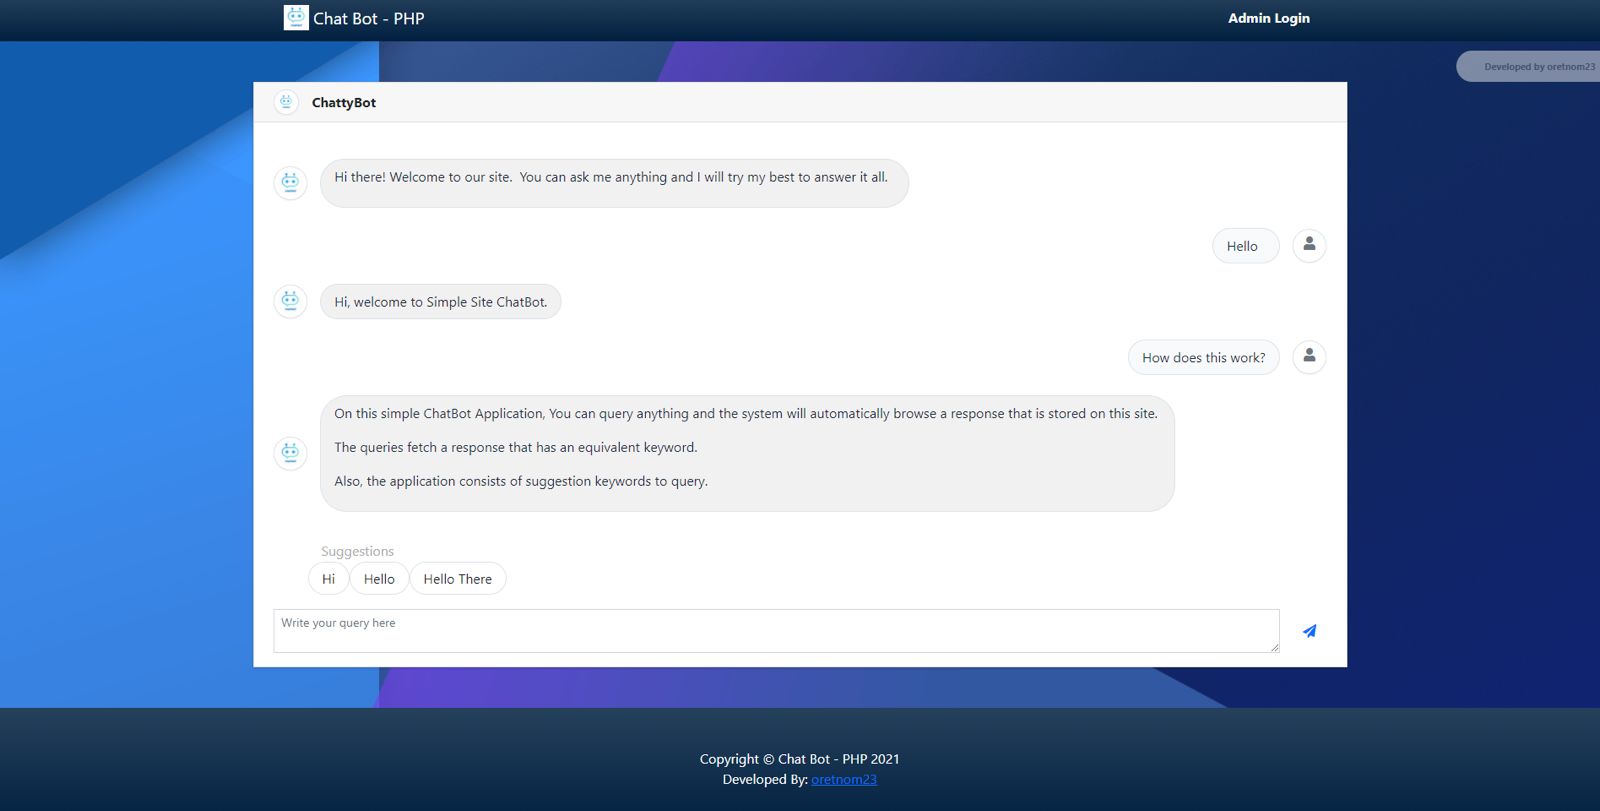 Chat Bot - PHP
Admin Login
Developed by oretnom23
ChattyBot
Hi there! Welcome to our site.  You can ask me anything and I will try my best to answer it all.
Hello
Hi, welcome to Simple Site ChatBot.
How does this work?
On this simple ChatBot Application, You can query anything and the system will automatically browse a response that is stored on this site.
The queries fetch a response that has an equivalent keyword.
Also, the application consists of suggestion keywords to query.
Suggestions
Hi
Hello
Hello There
Write your query here
Copyright © Chat Bot - PHP 2021
Developed By: oretnom23